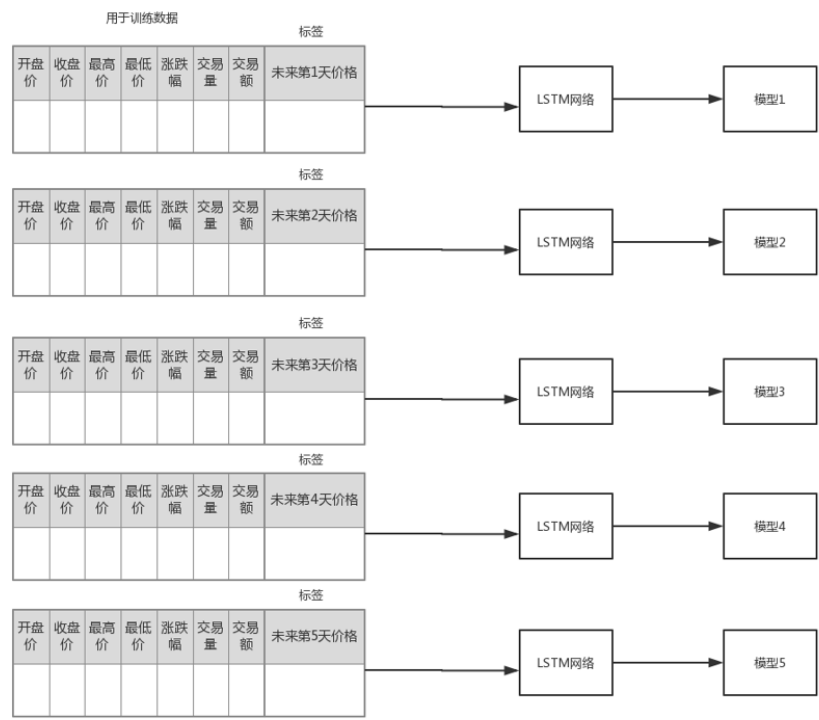 用于训练数据
标签
开盘价 收盘价 最高价 最低价 涨跌幅 交易量 交易额 未来第1天价格
LSTM网络
模型1
标签
开盘价 收盘价 最高价 最低价 涨跌幅 交易量 交易额 未来第2天价格
LSTM网络
模型2
标签
开盘价 收盘价 最高价 最低价 涨跌幅 交易量 交易额 未来第3天价格
LSTM网络
模型3
标签
开盘价 收盘价 最高价 最低价 涨跌幅 交易量 交易额 未来第4天价格
LSTM网络
模型4
标签
开盘价 收盘价 最高价 最低价 涨跌幅 交易量 交易额 未来第5天价格
LSTM网络
模型5